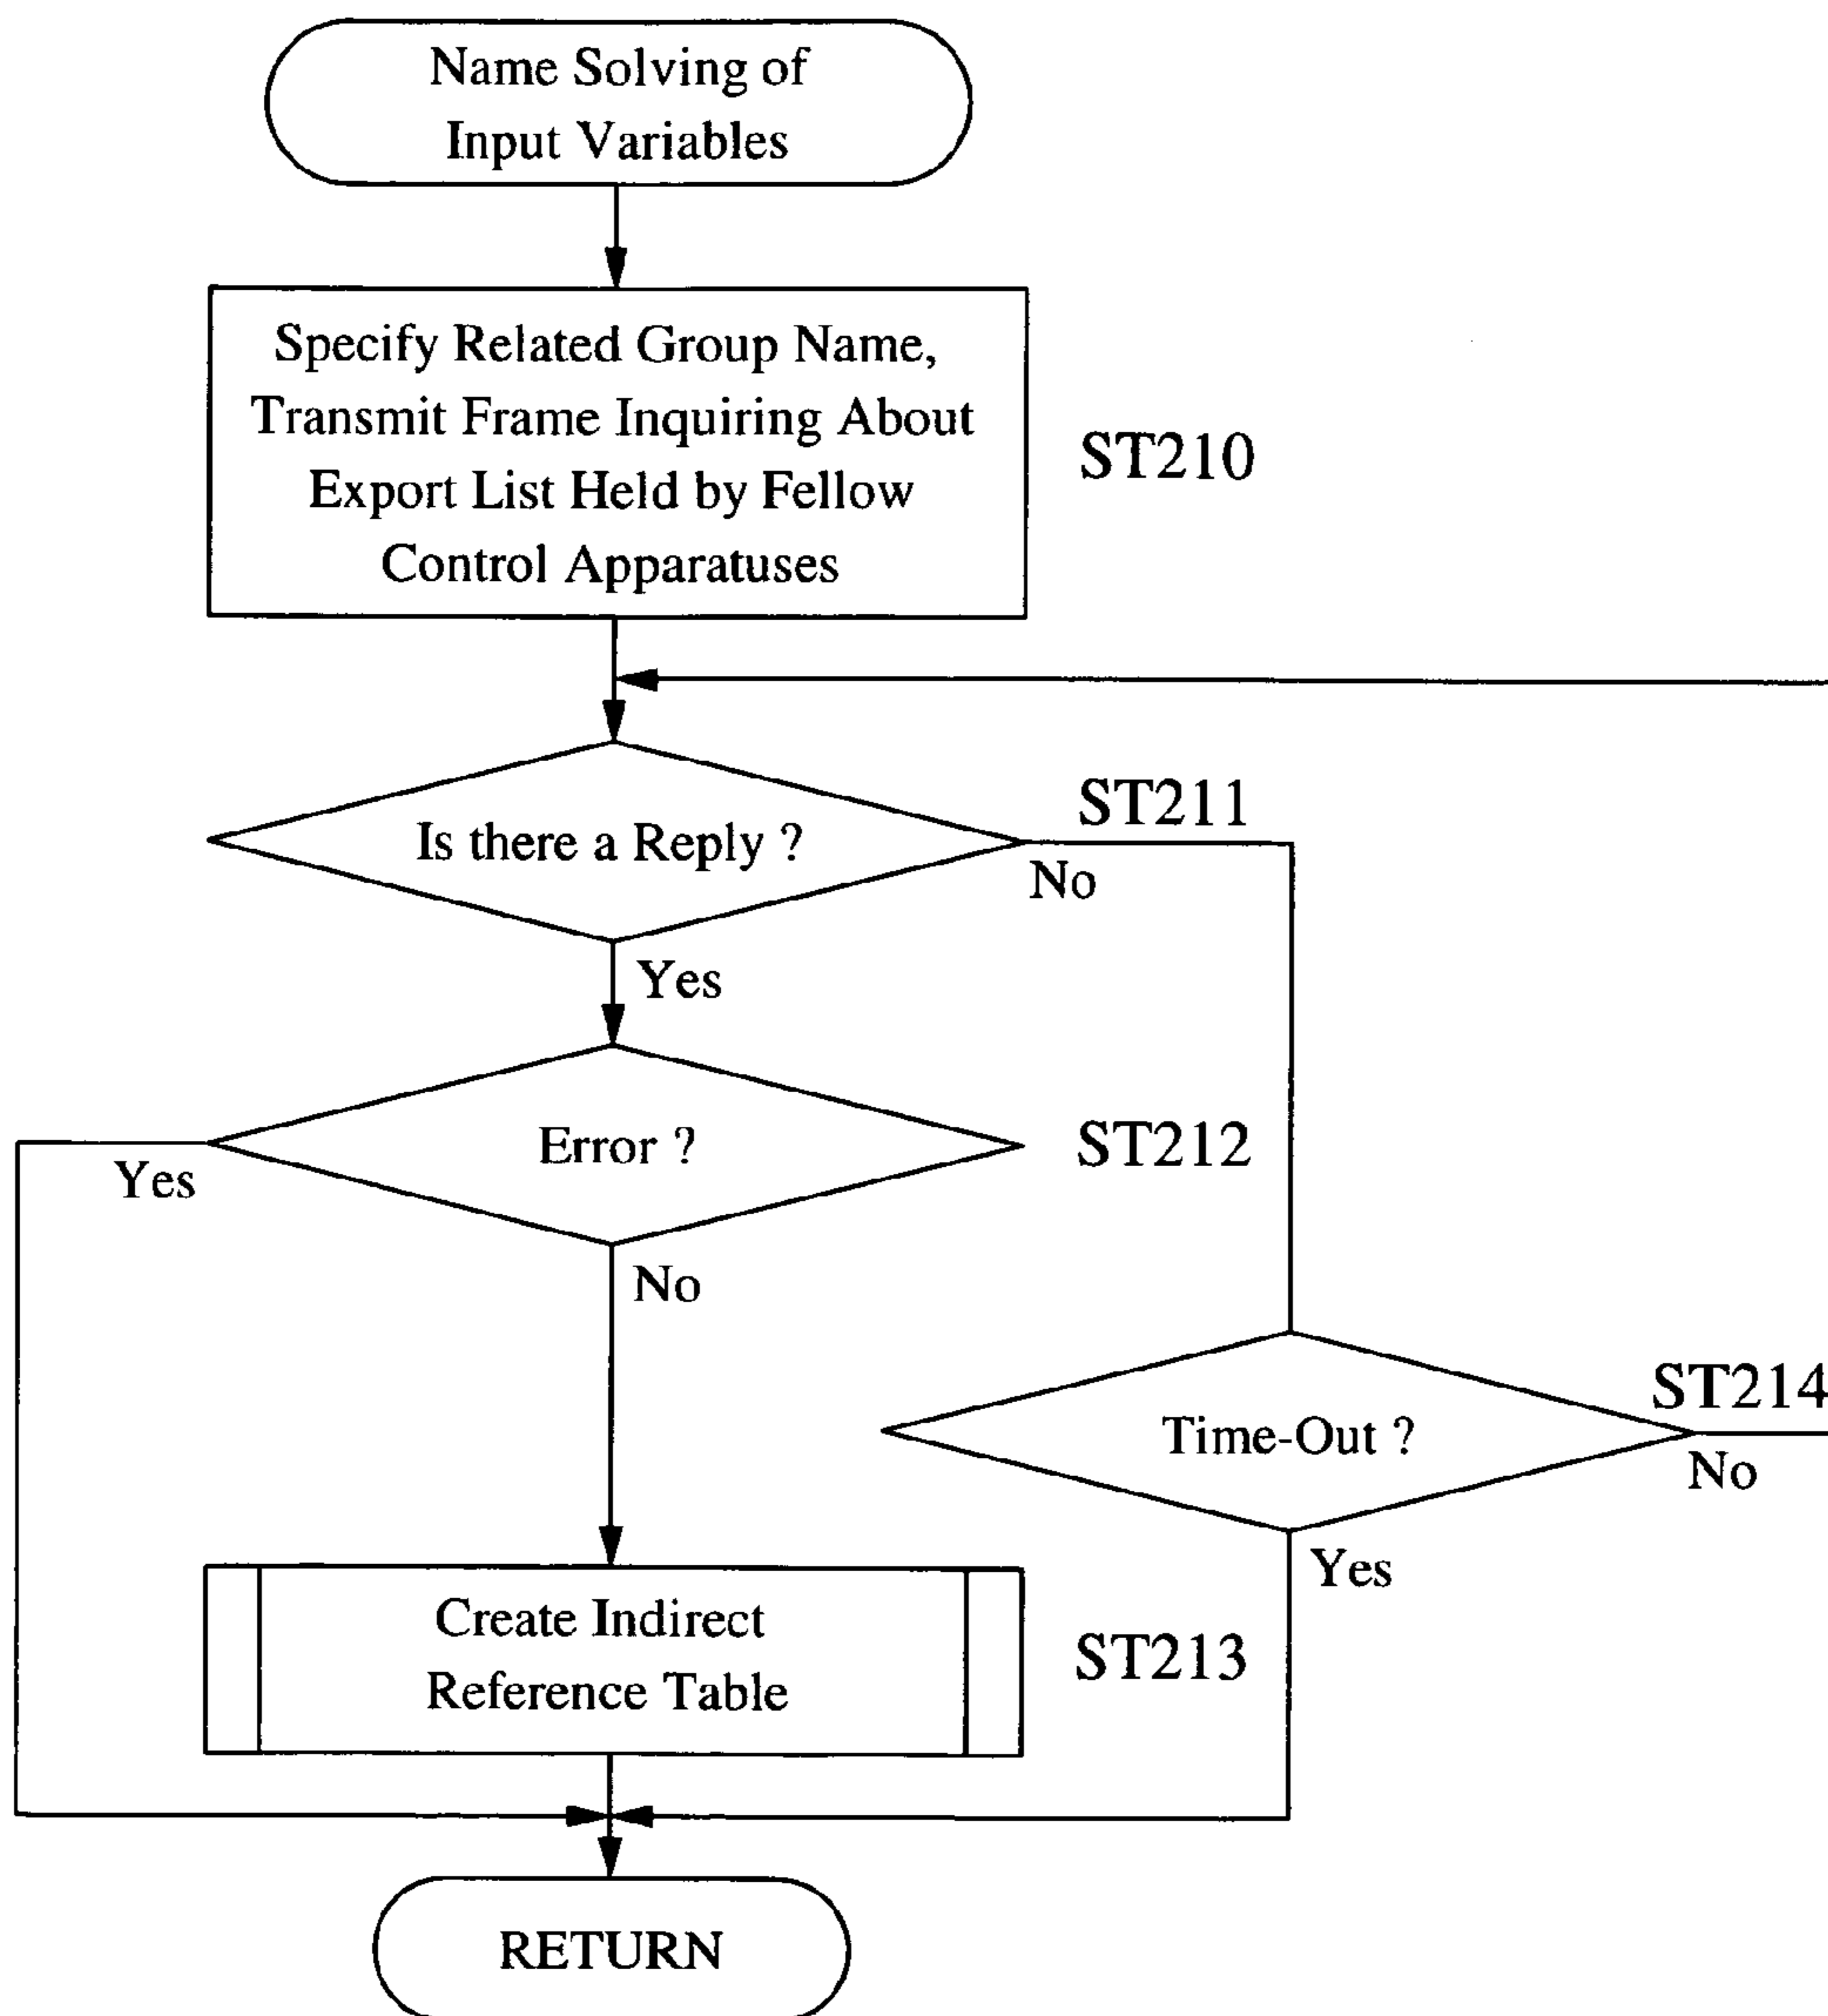 Name Solving of
Input Variables
Specify Related Group Name,
Transmit Frame Inquiring About
Export List Held by Fellow
Control Apparatuses
ST210
ST211
Is there a Reply ?
No
Yes
Error ?
ST212
Yes
No
ST214
Time-Out ?
No
Yes
Create Indirect
Reference Table
ST213
RETURN